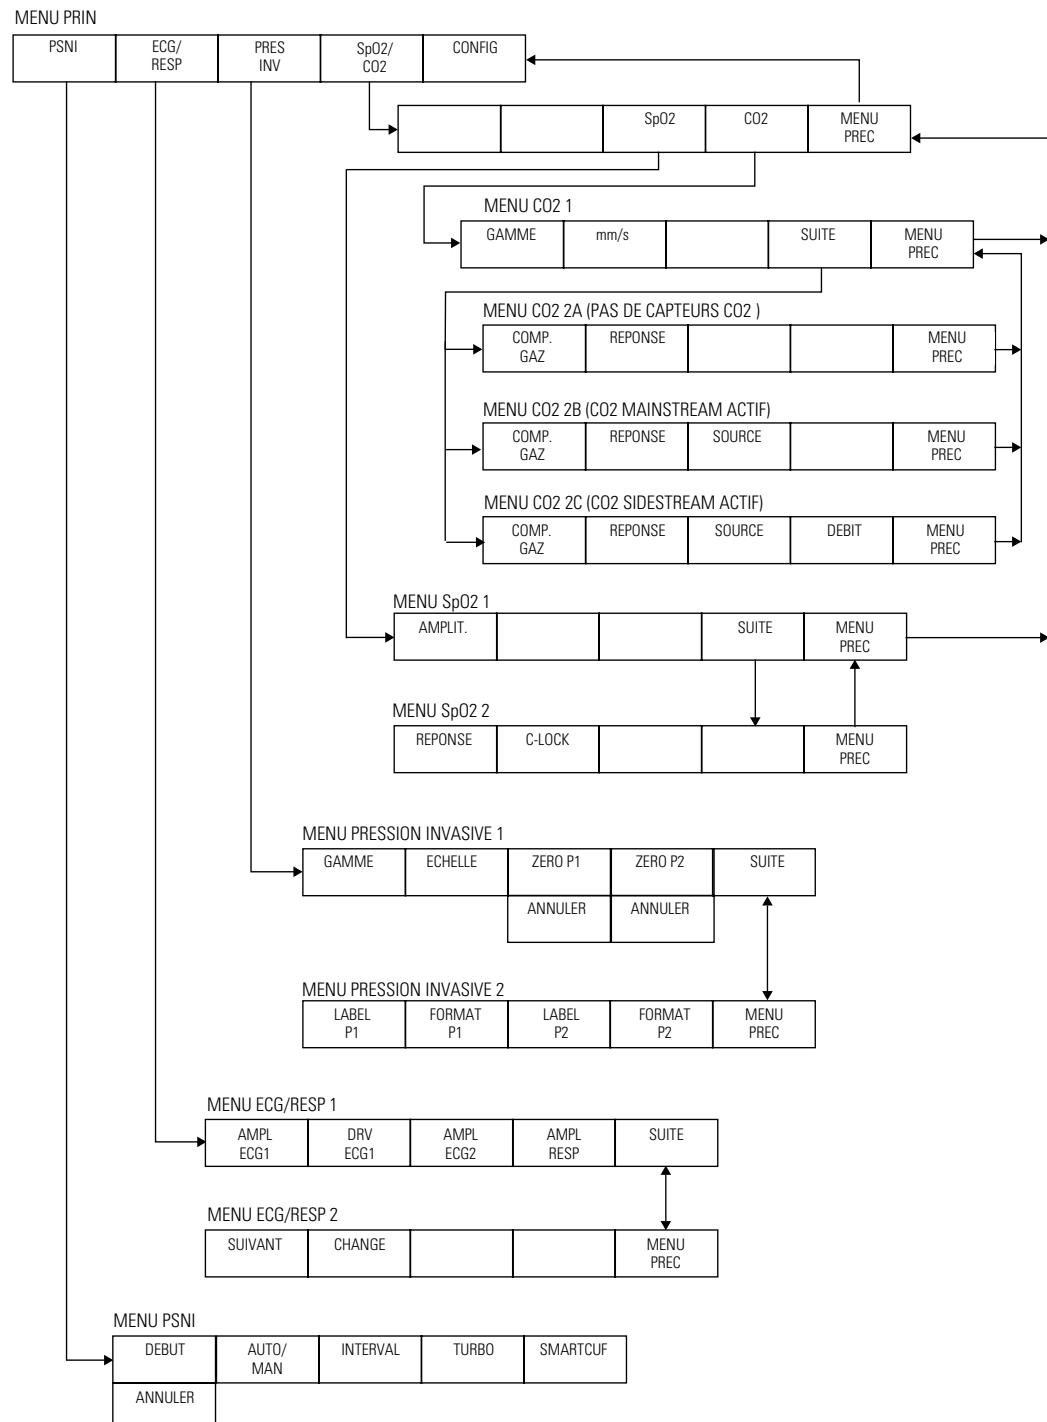 MENU PRIN
PSNI
ECG/
RESP
PRES
INV
SpO2/
CO2
CONFIG
SpO2
CO2
MENU
PREC
MENU CO2 1
GAMME
mm/s
SUITE
MENU
PREC
MENU CO2 2A (PAS DE CAPTEURS CO2 )
COMP.
GAZ
REPONSE
MENU
PREC
MENU CO2 2B (CO2 MAINSTREAM ACTIF)
COMP.
GAZ
REPONSE
SOURCE
MENU
PREC
MENU CO2 2C (CO2 SIDESTREAM ACTIF)
COMP.
GAZ
REPONSE
SOURCE
DEBIT
MENU
PREC
MENU SpO2 1
AMPLIT.
SUITE
MENU
PREC
MENU SpO2 2
REPONSE
C-LOCK
MENU
PREC
MENU PRESSION INVASIVE 1
GAMME
ECHELLE
ZERO P1
ZERO P2
SUITE
ANNULER
ANNULER
MENU PRESSION INVASIVE 2
LABEL
P1
FORMAT
P1
LABEL
P2
FORMAT
P2
MENU
PREC
MENU ECG/RESP 1
AMPL
ECG1
DRV
ECG1
AMPL
ECG2
AMPL
RESP
SUITE
MENU ECG/RESP 2
SUIVANT
CHANGE
MENU
PREC
MENU PSNI
DEBUT
AUTO/
MAN
INTERVAL
TURBO
SMARTCUF
ANNULER